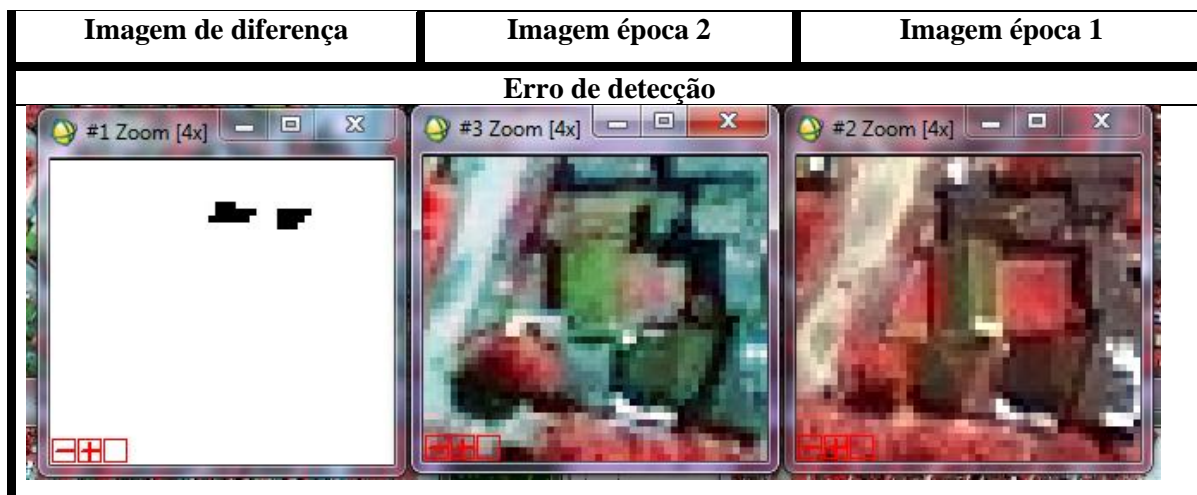 Imagem de diferença
Imagem época 2
Imagem época 1
Erro de detecção
#1 Zoom [4x]
#3 Zoom [4x]
#2 Zoom [4x]